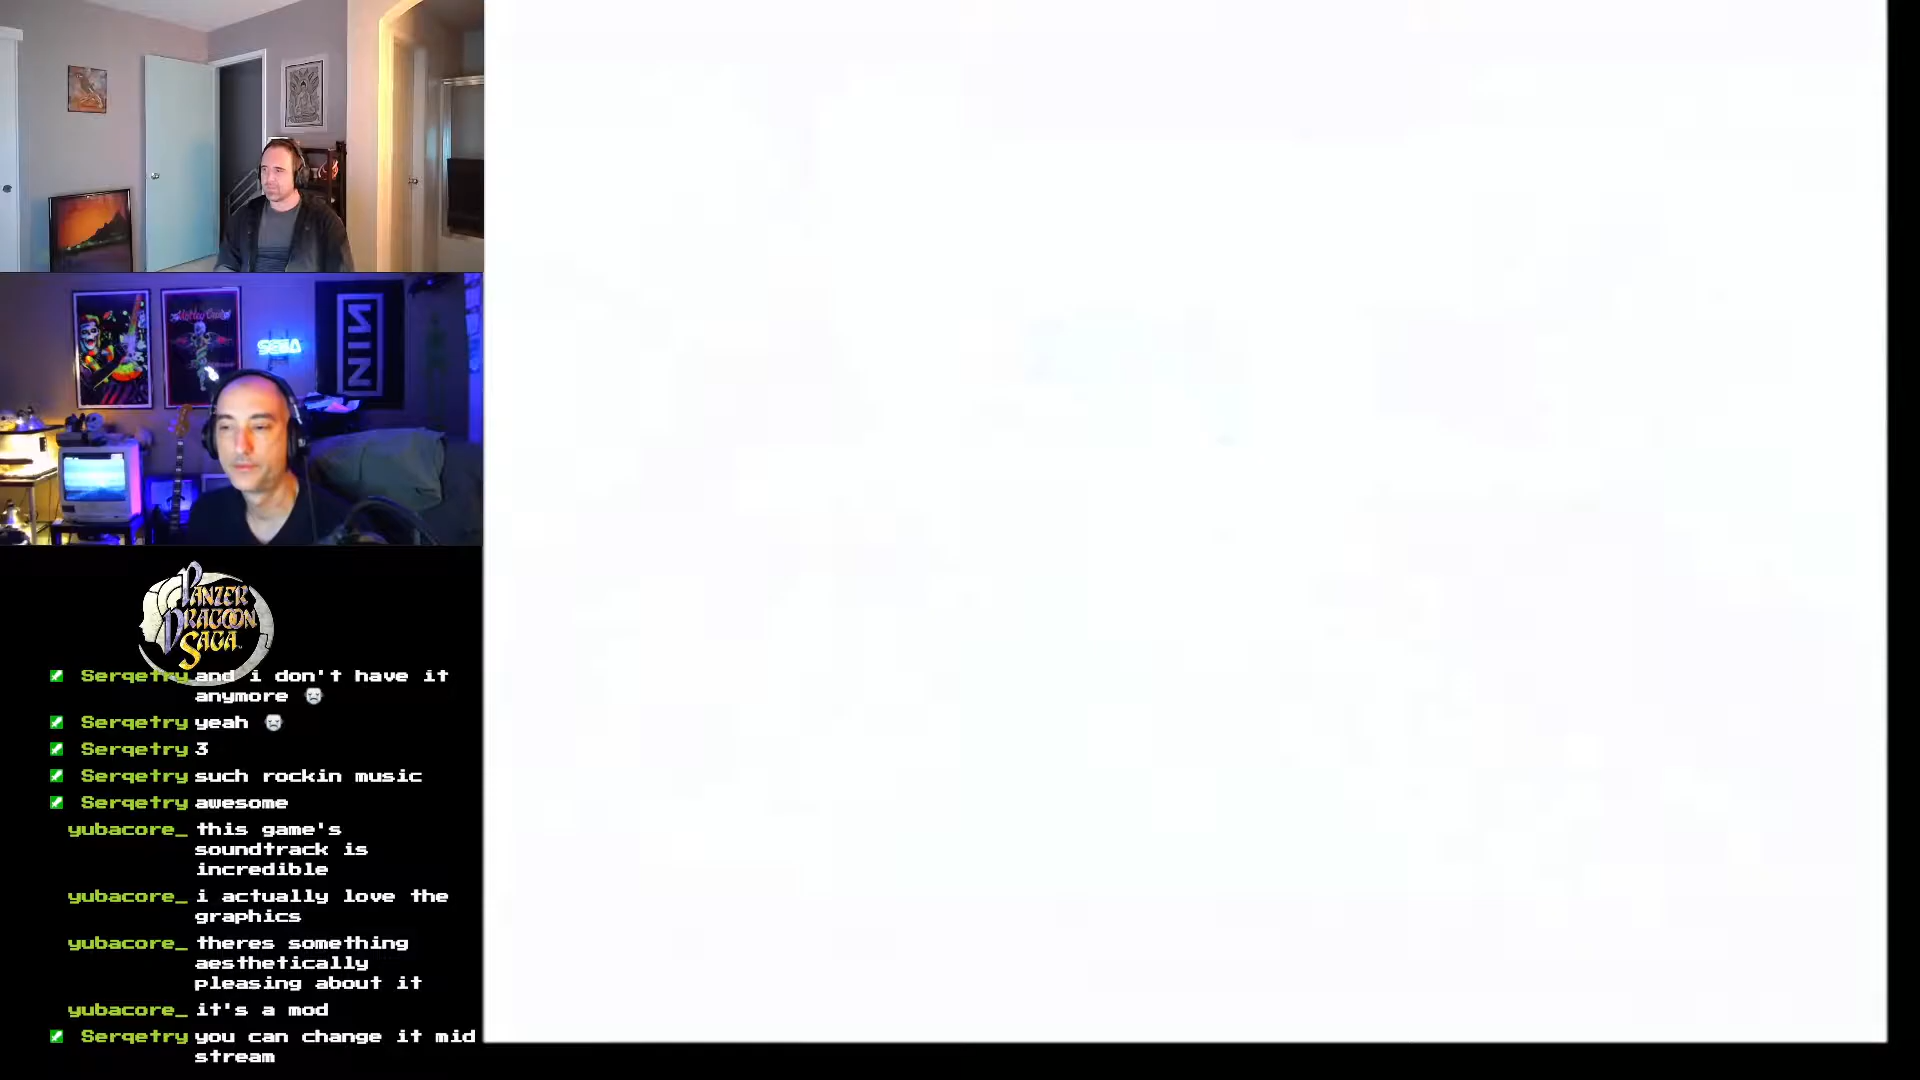 Mötley Crüe
SEGA
NIN
PANZER
DRAGOON
SAGA
Serqetry and i don't have it
anymore
Serqetry yeah
Serqetry 3
Serqetry such rockin music
Serqetry awesome
yubacore_ this game's
soundtrack is
incredible
yubacore_ i actually love the
graphics
yubacore_ theres something
aesthetically
pleasing about it
yubacore_ it's a mod
Serqetry you can change it mid
stream